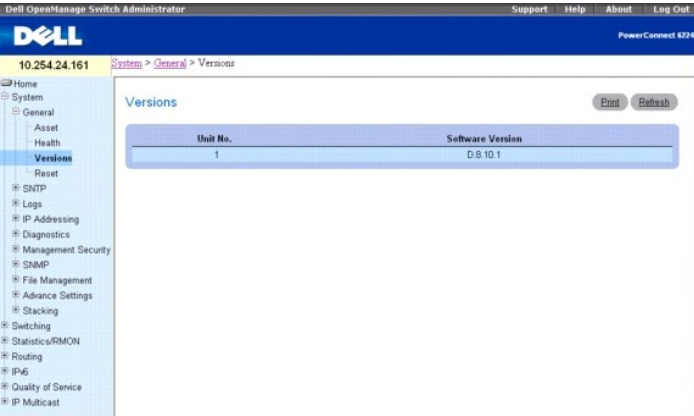 Dell OpenManage Switch Administrator
Support Help About Log Out
DELL
PowerConnect 6224
10.254.24.161
System > General > Versions
Home
System
General
Asset
Health
Versions
Reset
SNTP
Logs
IP Addressing
Diagnostics
Management Security
SNMP
File Management
Advance Settings
Stacking
Switching
Statistics/RMON
Routing
IPv6
Quality of Service
IP Multicast
Versions
Print Refresh
Unit No. Software Version
1 D.8.10.1